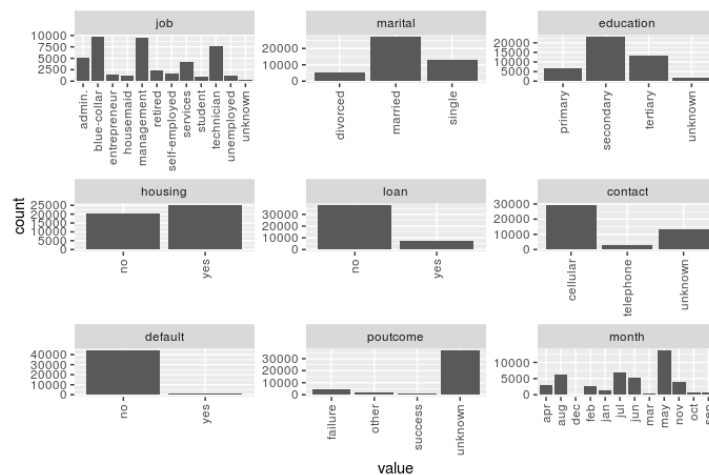 job
10000
7500
5000
2500
0
admin.
blue-collar
entrepreneur
housemaid
management
retired
self-employed
services
student
technician
unemployed
unknown
marital
20000
10000
0
divorced
married
single
education
20000
15000
10000
5000
0
primary
secondary
tertiary
unknown
count
housing
25000
20000
15000
10000
5000
0
no
yes
loan
30000
20000
10000
0
no
yes
contact
30000
20000
10000
0
cellular
telephone
unknown
default
40000
30000
20000
10000
0
no
yes
poutcome
30000
20000
10000
0
failure
other
success
unknown
month
10000
5000
0
apr
aug
dec
feb
jan
jul
jun
mar
may
nov
oct
sep
value